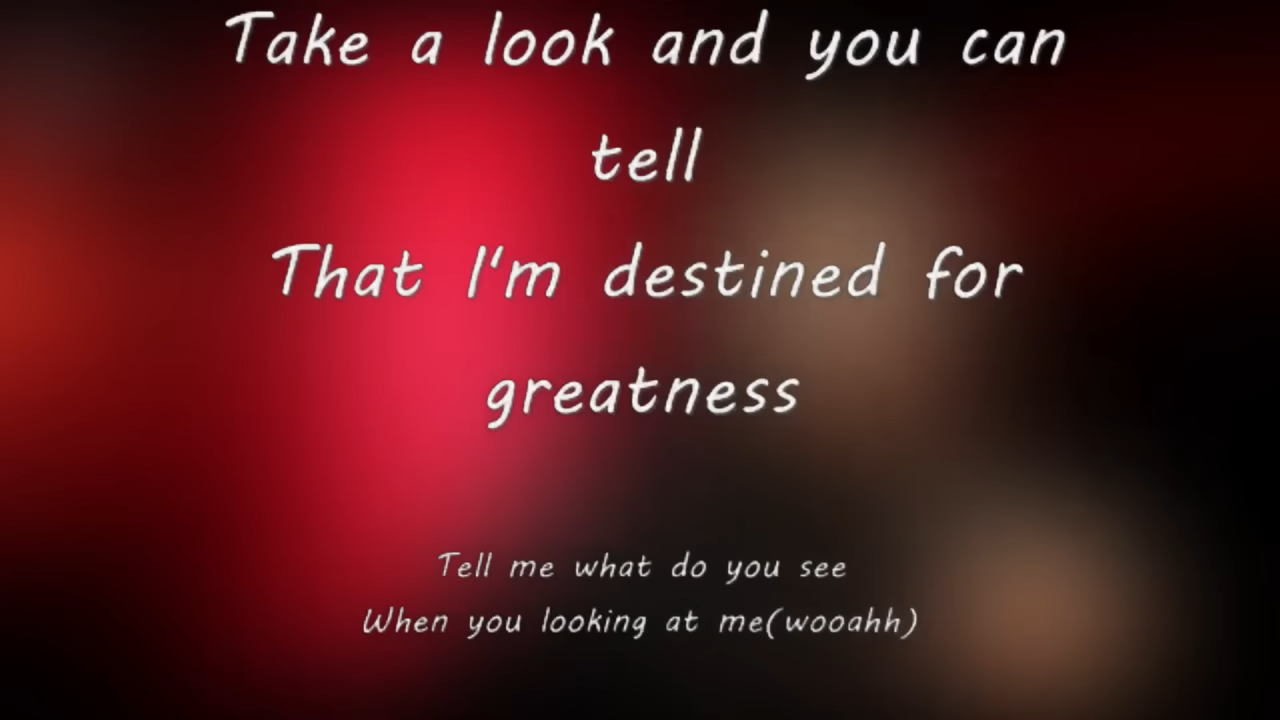 Take a look and you can
tell
That I'm destined for
greatness
Tell me what do you see
When you looking at me(wooahh)